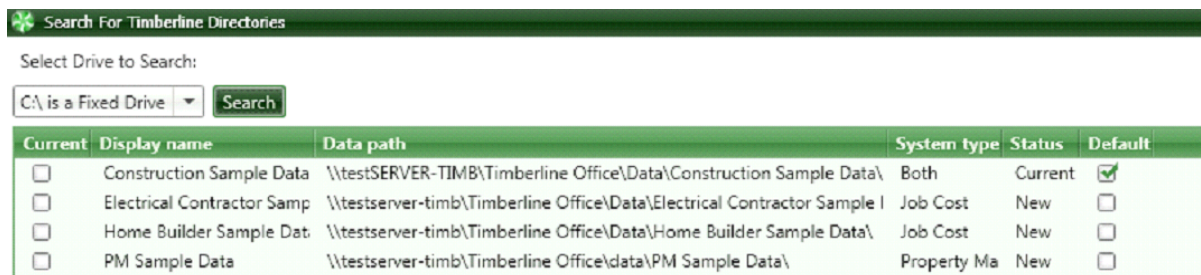 Search For Timberline Directories
Select Drive to Search:
C:\ is a Fixed Drive Search
Current Display name Data path System type Status Default
Construction Sample Data \\testSERVER-TIMB\Timberline Office\Data\Construction Sample Data\ Both Current
Electrical Contractor Samp \\testserver-timb\Timberline Office\Data\Electrical Contractor Sample Job Cost New
Home Builder Sample Dat \\testserver-timb\Timberline Office\Data\Home Builder Sample Data\ Job Cost New
PM Sample Data \\testserver-timb\Timberline Office\data\PM Sample Data\ Property Ma New